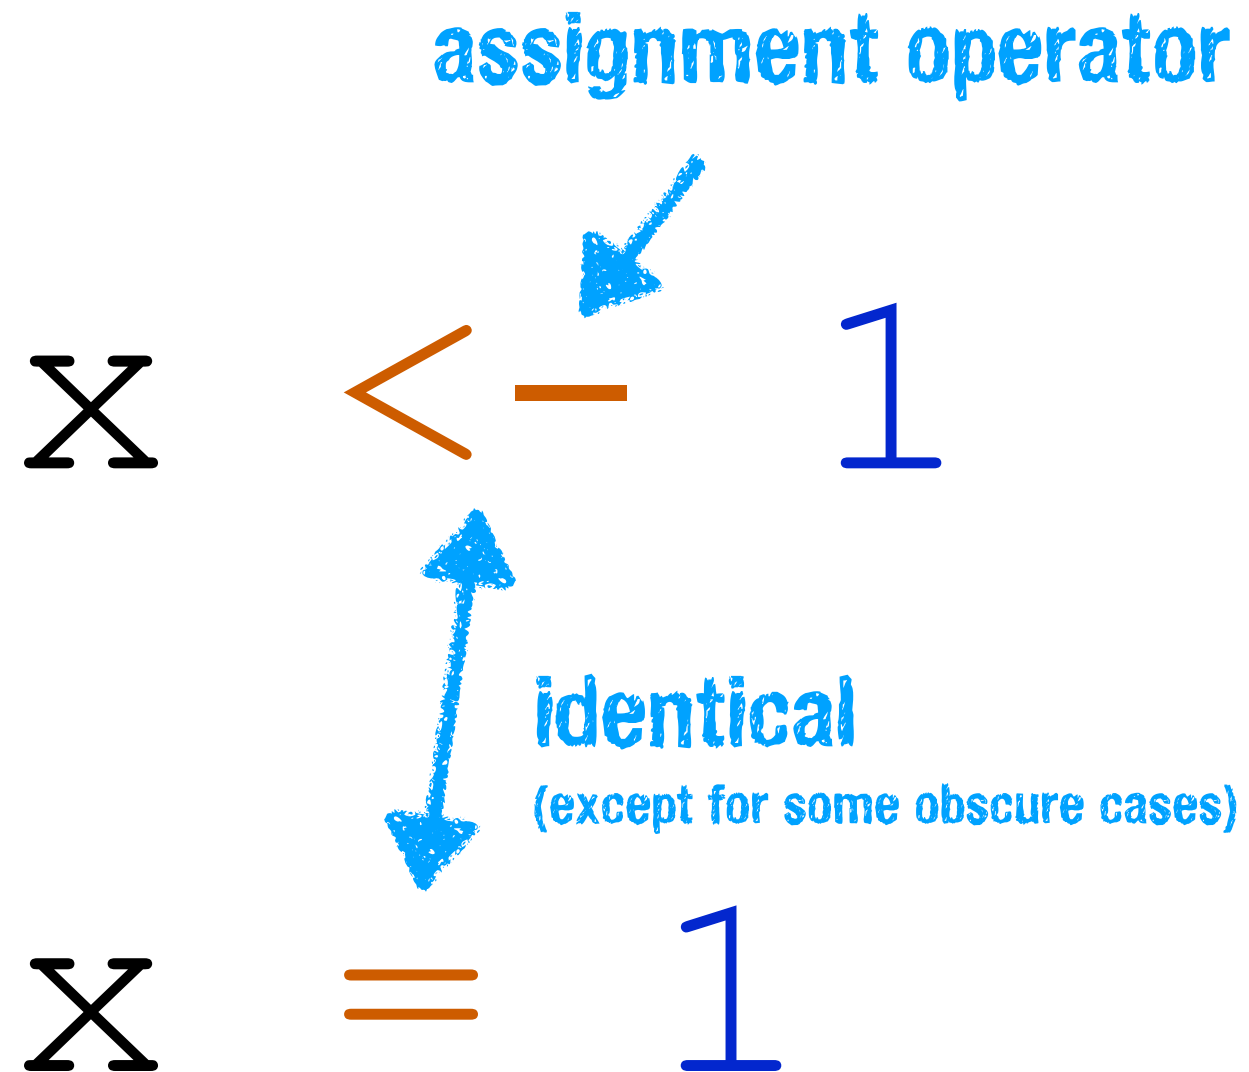 assignment operator
x <- 1
identical
(except for some obscure cases)
x = 1